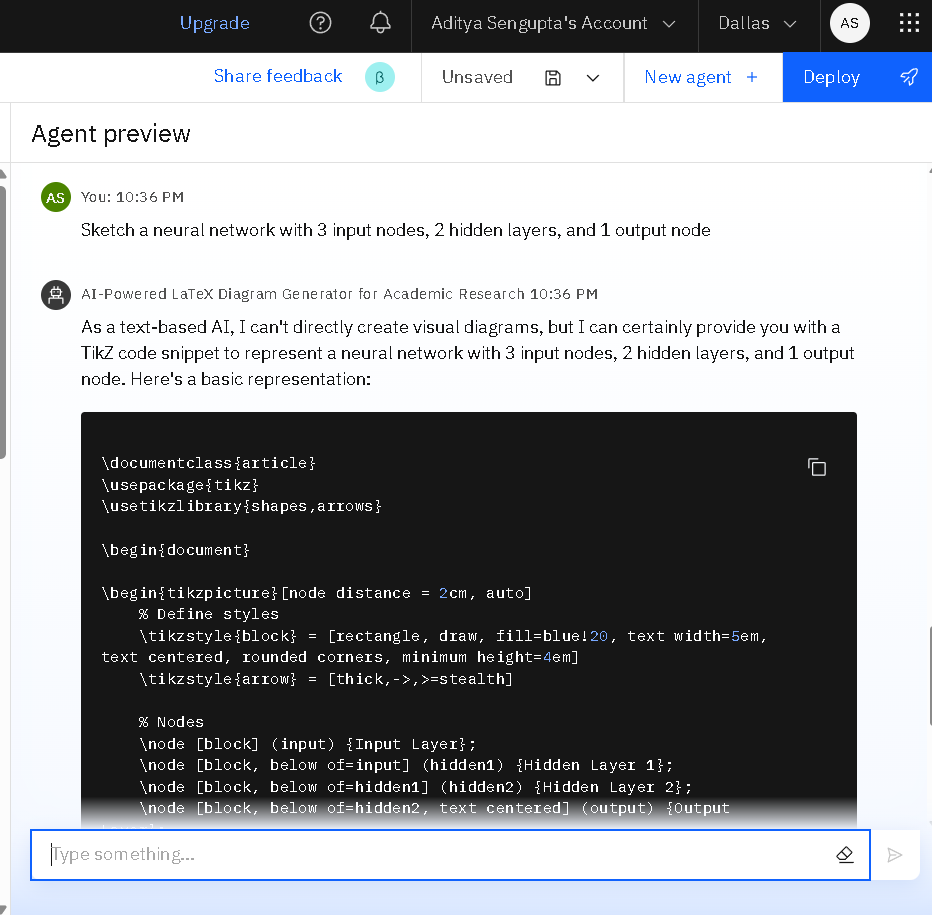 Upgrade Aditya Sengupta's Account Dallas AS
Share feedback β Unsaved New agent + Deploy
Agent preview
AS You: 10:36 PM
Sketch a neural network with 3 input nodes, 2 hidden layers, and 1 output node
AI-Powered LaTeX Diagram Generator for Academic Research 10:36 PM
As a text-based AI, I can't directly create visual diagrams, but I can certainly provide you with a
TikZ code snippet to represent a neural network with 3 input nodes, 2 hidden layers, and 1 output
node. Here's a basic representation:
\documentclass{article}
\usepackage{tikz}
\usetikzlibrary{shapes,arrows}
\begin{document}
\begin{tikzpicture}[node distance = 2cm, auto]
% Define styles
\tikzstyle{block} = [rectangle, draw, fill=blue!20, text width=5em,
text centered, rounded corners, minimum height=4em]
\tikzstyle{arrow} = [thick,->,>=stealth]
% Nodes
\node [block] (input) {Input Layer};
\node [block, below of=input] (hidden1) {Hidden Layer 1};
\node [block, below of=hidden1] (hidden2) {Hidden Layer 2};
\node [block, below of=hidden2, text centered] (output) {Output
Type something...